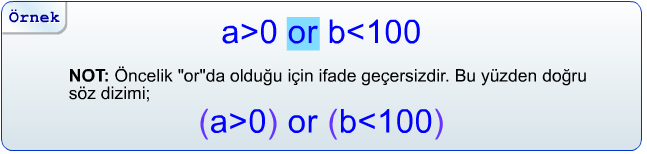 Örnek
a>0 or b<100
NOT: Öncelik "or"da olduğu için ifade geçersizdir. Bu yüzden doğru
söz dizimi;
(a>0) or (b<100)